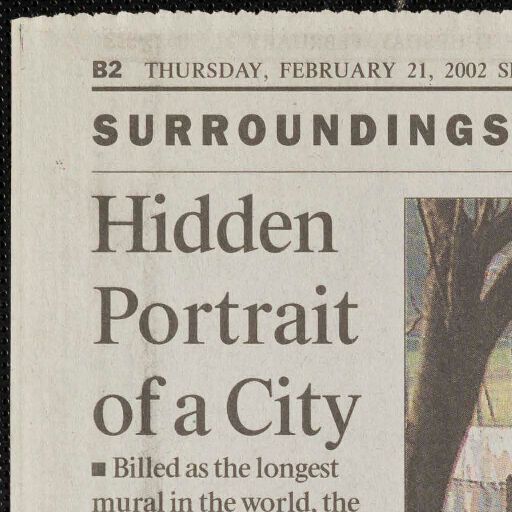 B2 THURSDAY, FEBRUARY 21, 2002
SURROUNDINGS
Hidden
Portrait
of a City
■ Billed as the longest
mural in the world, the